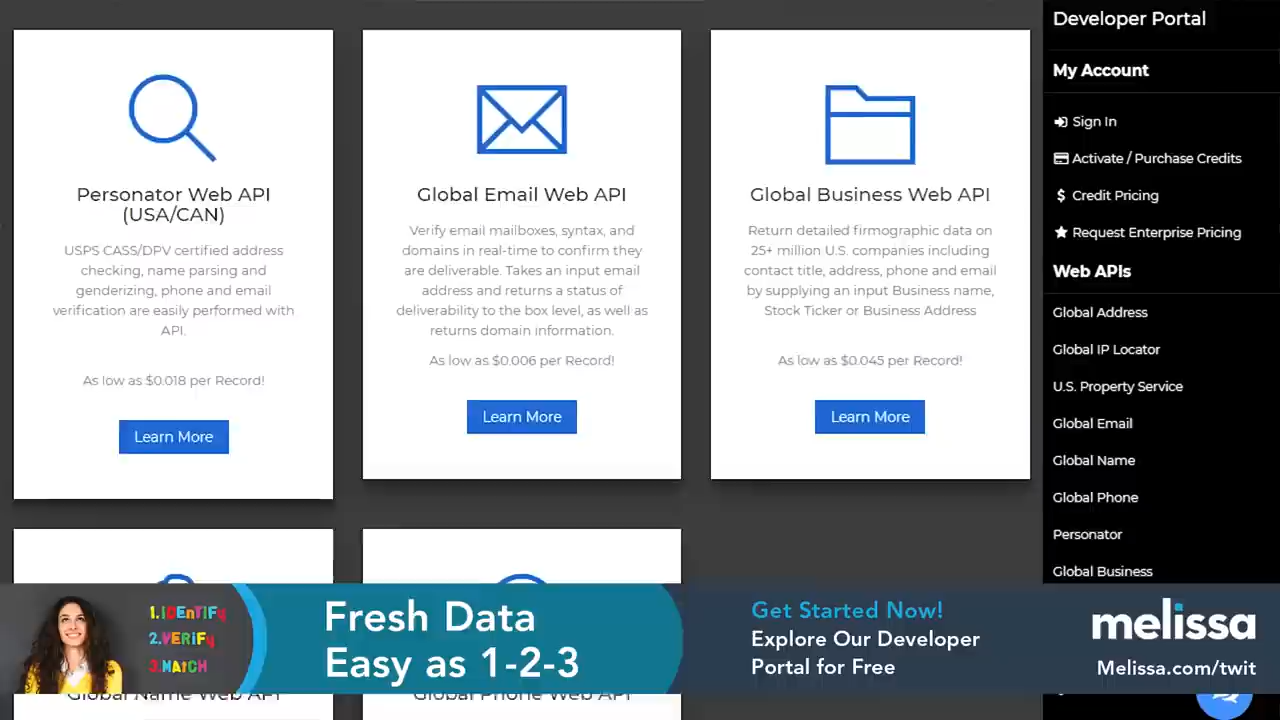 Personator Web API
(USA/CAN)
USPS CASS/DPV certified address
checking, name parsing and
genderizing, phone and email
verification are easily performed with
API.
As low as $0.018 per Record!
Learn More
Global Email Web API
Verify email mailboxes, syntax, and
domains in real-time to confirm they
are deliverable. Takes an input email
address and returns a status of
deliverability to the box level, as well as
returns domain information.
As low as $0.006 per Record!
Learn More
Global Business Web API
Return detailed firmographic data on
25+ million U.S. companies including
contact title, address, phone and email
by supplying an input Business name,
Stock Ticker or Business Address
As low as $0.045 per Record!
Learn More
Developer Portal
My Account
Sign In
Activate / Purchase Credits
Credit Pricing
Request Enterprise Pricing
Web APIs
Global Address
Global IP Locator
U.S. Property Service
Global Email
Global Name
Global Phone
Personator
Global Business
1.IDEnTiFy
2.VERiFy
3.MATCH
Fresh Data
Easy as 1-2-3
Get Started Now!
Explore Our Developer
Portal for Free
melissa
Melissa.com/twit
Global Name Web API
Global Phone Web API